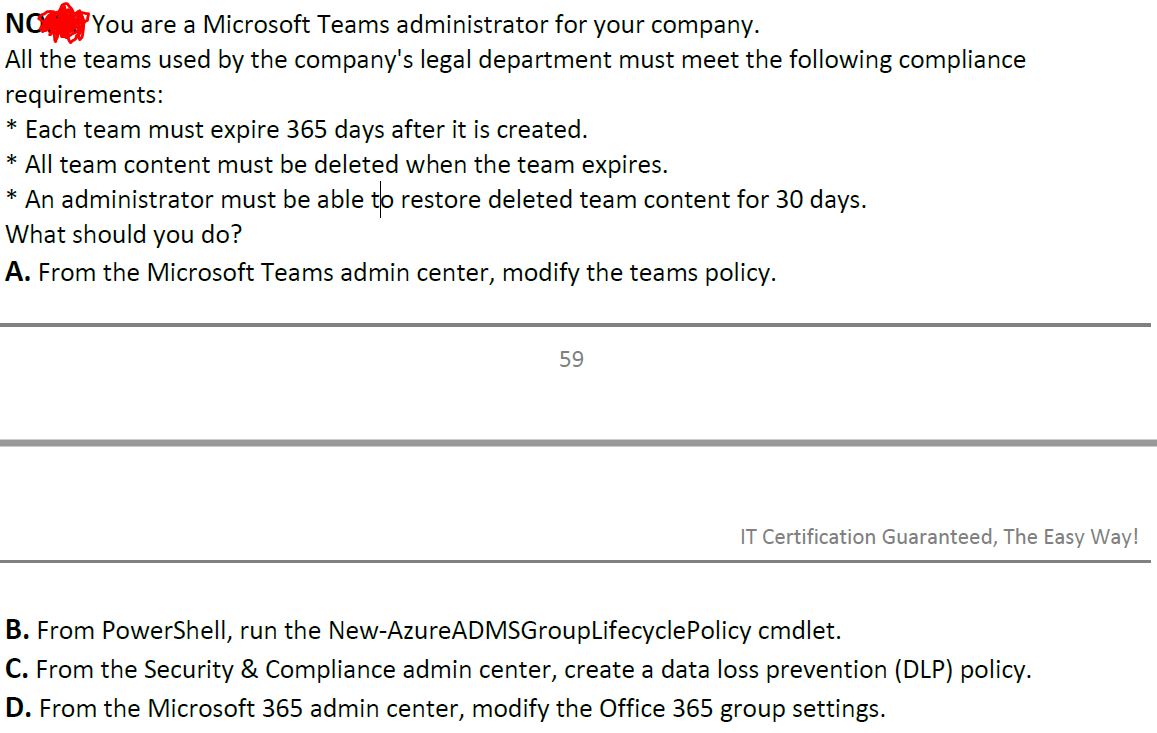 NO You are a Microsoft Teams administrator for your company.
All the teams used by the company's legal department must meet the following compliance
requirements:
* Each team must expire 365 days after it is created.
* All team content must be deleted when the team expires.
* An administrator must be able to restore deleted team content for 30 days.
What should you do?
A. From the Microsoft Teams admin center, modify the teams policy.
59
IT Certification Guaranteed, The Easy Way!
B. From PowerShell, run the New-AzureADMSGroupLifecyclePolicy cmdlet.
C. From the Security & Compliance admin center, create a data loss prevention (DLP) policy.
D. From the Microsoft 365 admin center, modify the Office 365 group settings.